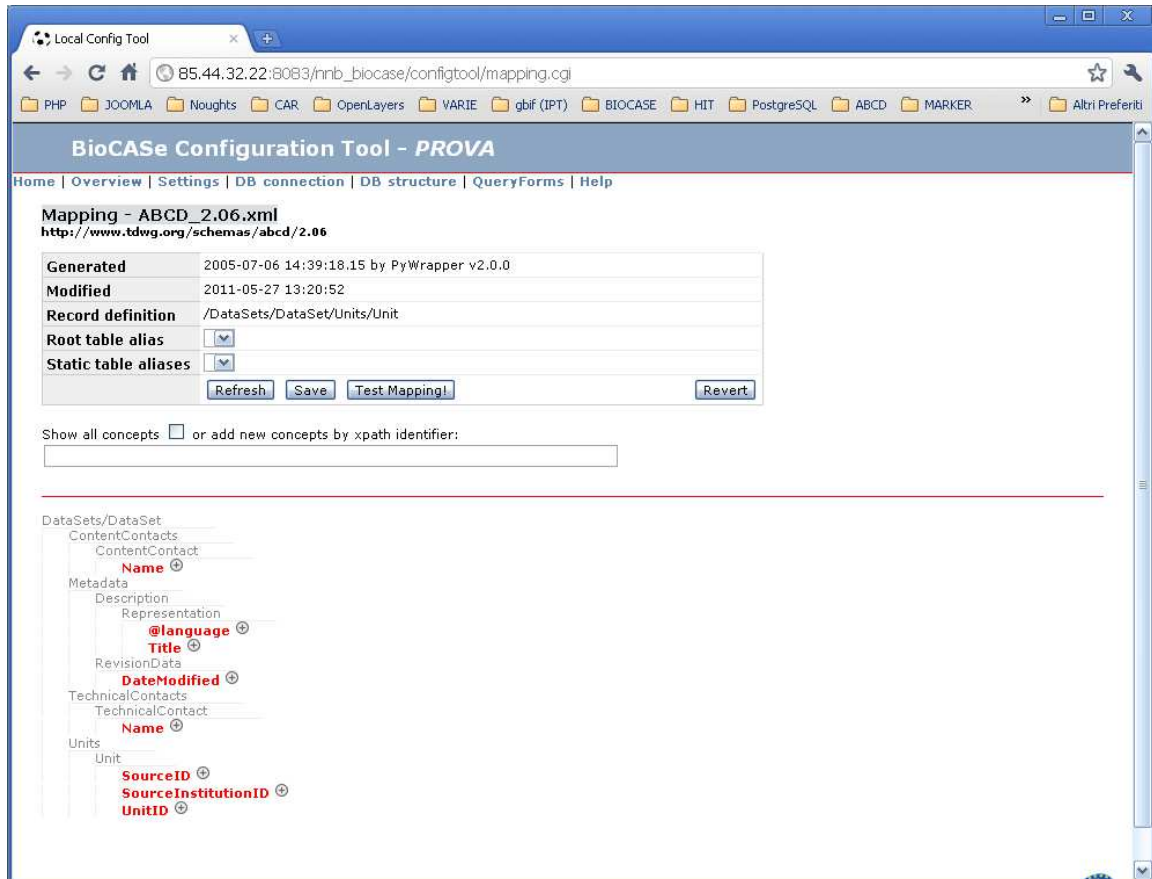 Local Config Tool
85.44.32.22:8083/nnb_biocase/configtool/mapping.cgi
PHP JOOMLA Noughts CAR OpenLayers VARIE gbif (IPT) BIOCASE HIT PostgreSQL ABCD MARKER » Altri Preferiti
BioCASe Configuration Tool - PROVA
Home | Overview | Settings | DB connection | DB structure | QueryForms | Help
Mapping - ABCD_2.06.xml
http://www.tdwg.org/schemas/abcd/2.06
Generated 2005-07-06 14:39:18.15 by PyWrapper v2.0.0
Modified 2011-05-27 13:20:52
Record definition /DataSets/DataSet/Units/Unit
Root table alias
Static table aliases
Refresh Save Test Mapping! Revert
Show all concepts or add new concepts by xpath identifier:
DataSets/DataSet
ContentContacts
ContentContact
Name
Metadata
Description
Representation
@language
Title
RevisionData
DateModified
TechnicalContacts
TechnicalContact
Name
Units
Unit
SourceID
SourceInstitutionID
UnitID